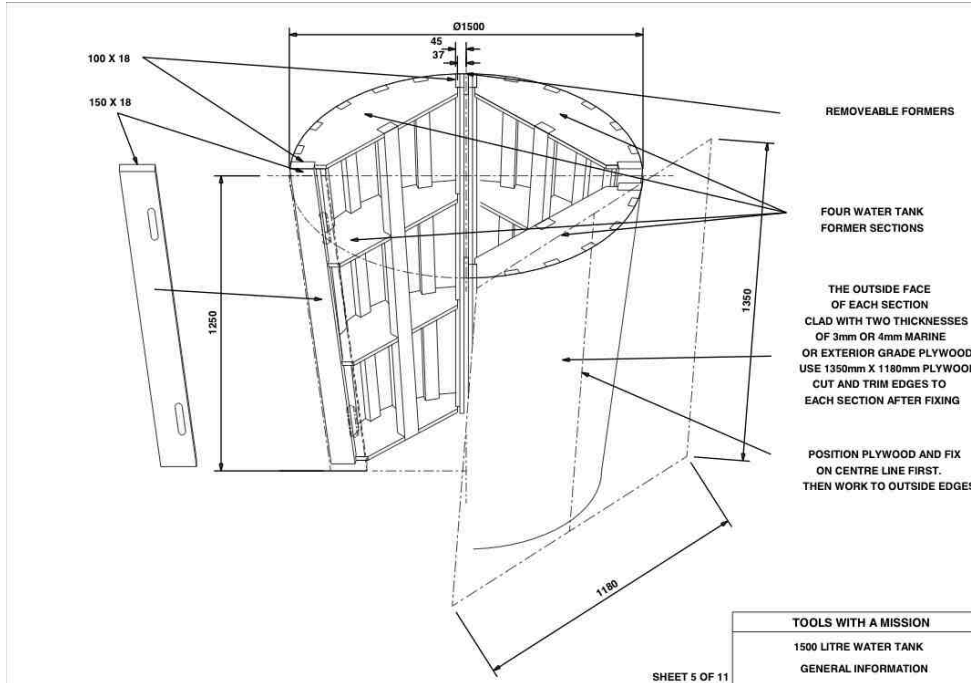 Ø1500
45
37
100 X 18
150 X 18
REMOVEABLE FORMERS
FOUR WATER TANK
FORMER SECTIONS
THE OUTSIDE FACE
OF EACH SECTION
CLAD WITH TWO THICKNESSES
OF 3mm OR 4mm MARINE
OR EXTERIOR GRADE PLYWOOD
USE 1350mm X 1180mm PLYWOOD
CUT AND TRIM EDGES TO
EACH SECTION AFTER FIXING
1250
1350
POSITION PLYWOOD AND FIX
ON CENTRE LINE FIRST.
THEN WORK TO OUTSIDE EDGES
1180
TOOLS WITH A MISSION
1500 LITRE WATER TANK
GENERAL INFORMATION
SHEET 5 OF 11